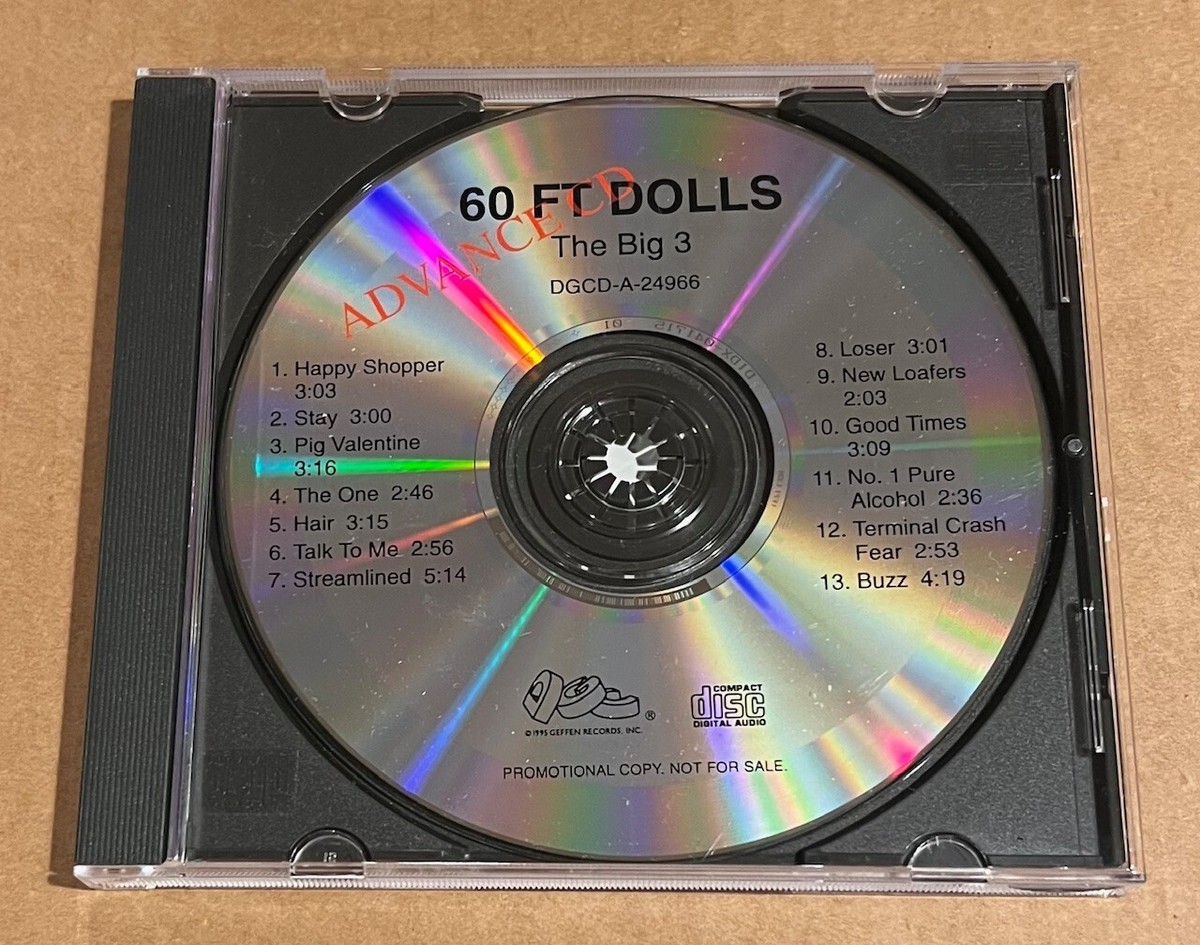 60 FT DOLLS
ADVANCE CD
The Big 3
DGCD-A-24966
1. Happy Shopper
3:03
2. Stay 3:00
3. Pig Valentine
3:16
4. The One 2:46
5. Hair 3:15
6. Talk To Me 2:56
7. Streamlined 5:14
8. Loser 3:01
9. New Loafers
2:03
10. Good Times
3:09
11. No. 1 Pure
Alcohol 2:36
12. Terminal Crash
Fear 2:53
13. Buzz 4:19
®
©1995 GEFFEN RECORDS, INC.
COMPACT
disc
DIGITAL AUDIO
PROMOTIONAL COPY. NOT FOR SALE.